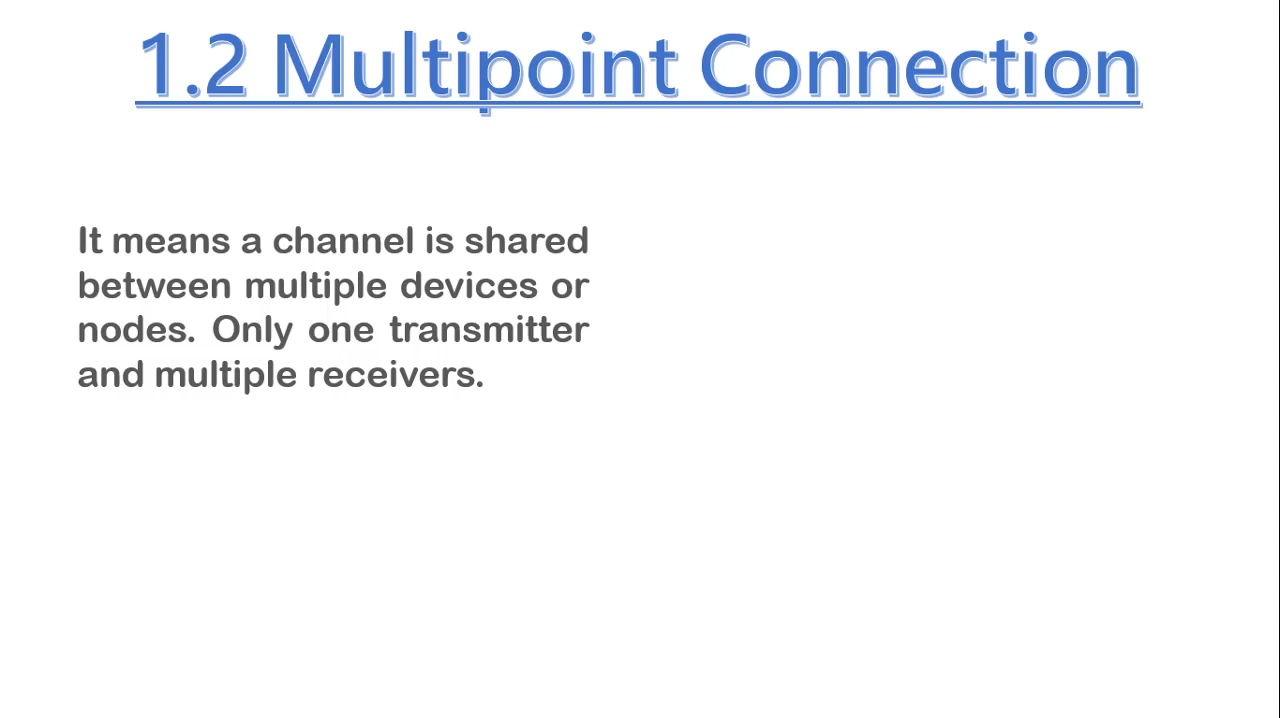 1.2 Multipoint Connection
It means a channel is shared
between multiple devices or
nodes. Only one transmitter
and multiple receivers.